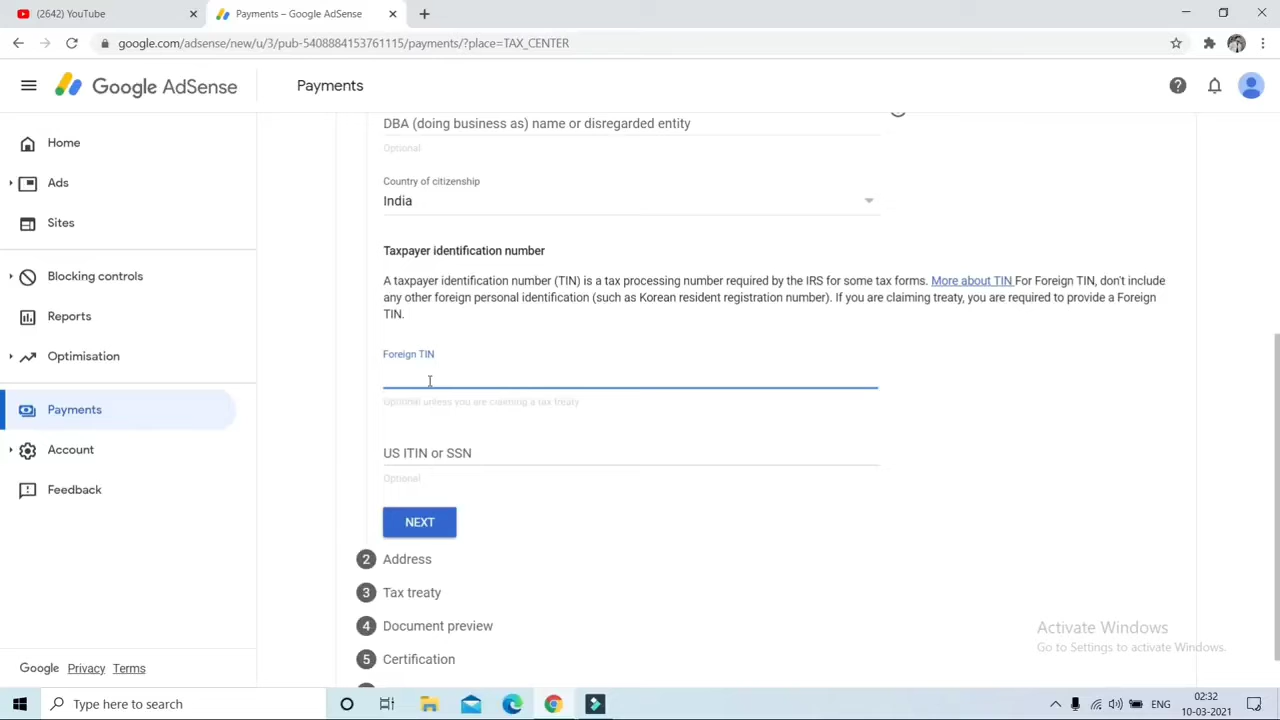 (2642) YouTube
Payments – Google AdSense
google.com/adsense/new/u/3/pub-5408884153761115/payments/?place=TAX_CENTER
Google AdSense
Payments
Home
Ads
Sites
Blocking controls
Reports
Optimisation
Payments
Account
Feedback
Google Privacy Terms
DBA (doing business as) name or disregarded entity
Optional
Country of citizenship
India
Taxpayer identification number
A taxpayer identification number (TIN) is a tax processing number required by the IRS for some tax forms. More about TIN For Foreign TIN, don't include
any other foreign personal identification (such as Korean resident registration number). If you are claiming treaty, you are required to provide a Foreign
TIN.
Foreign TIN
Optional unless you are claiming a tax treaty
US ITIN or SSN
Optional
NEXT
2 Address
3 Tax treaty
4 Document preview
5 Certification
Activate Windows
Go to Settings to activate Windows.
Type here to search
ENG
02:32
10-03-2021